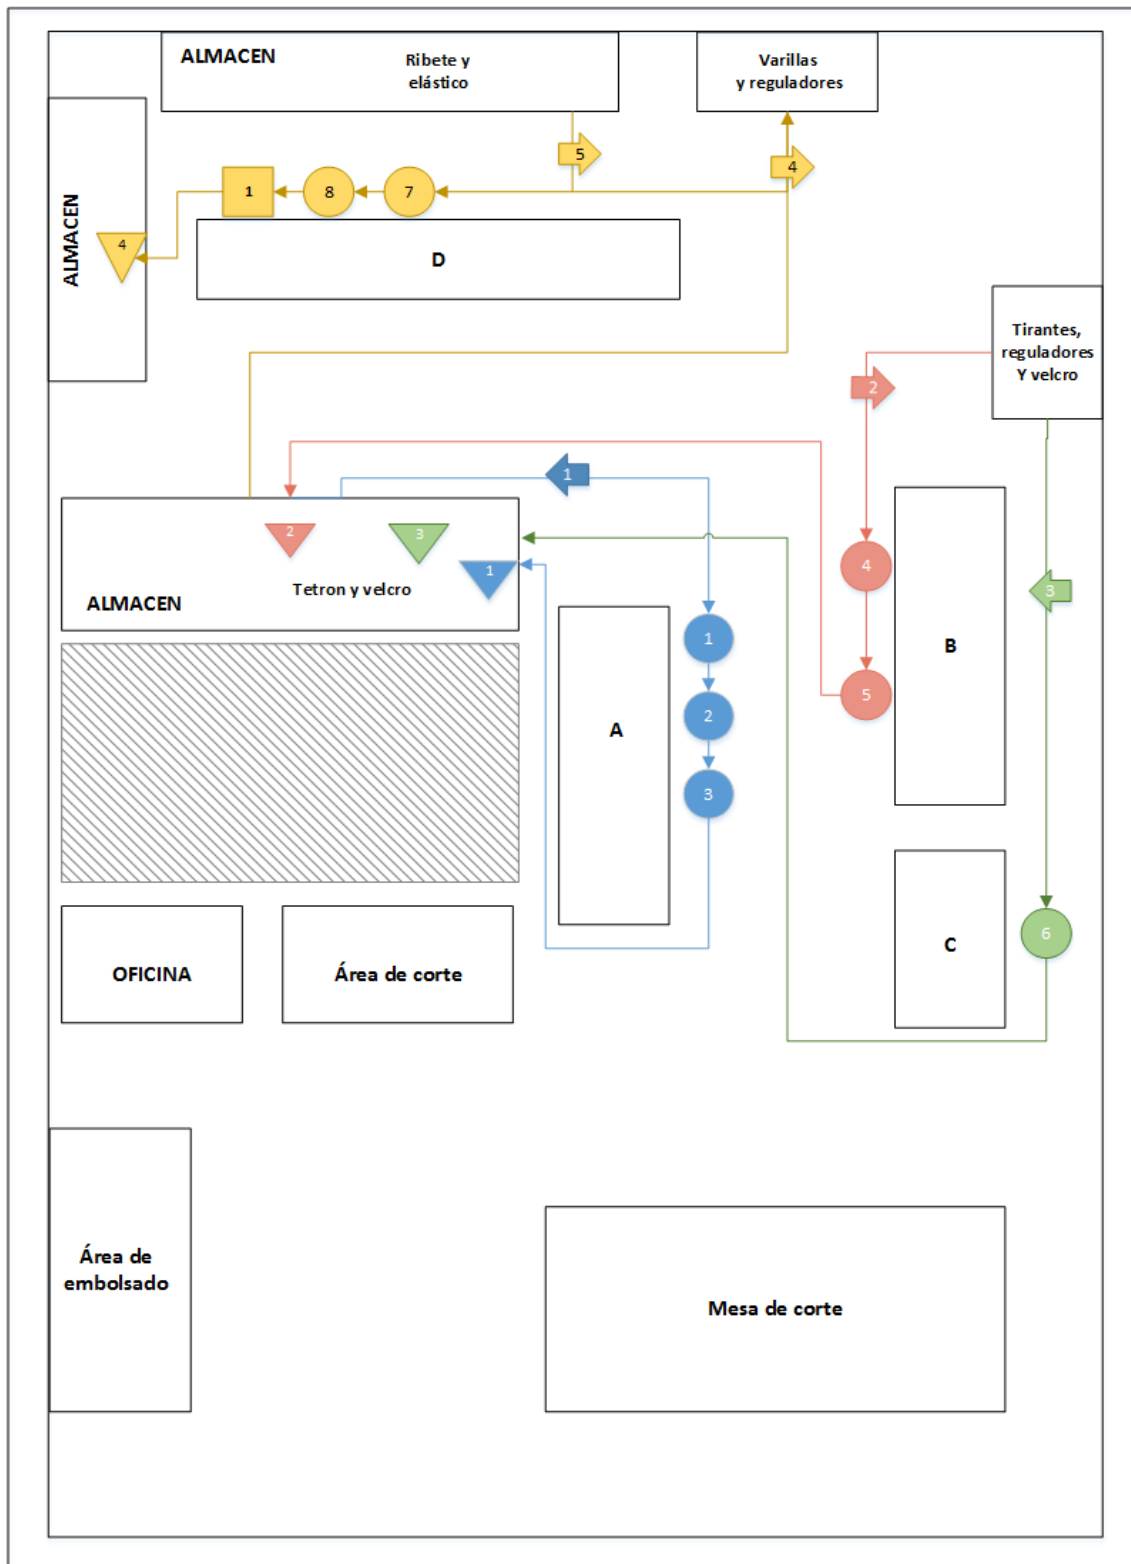 ALMACEN
Ribete y
elástico
Varillas
y reguladores
5
4
1
8
7
ALMACEN
4
D
Tirantes,
reguladores
Y velcro
2
1
2
3
1
Tetron y velcro
ALMACEN
4
3
1
B
5
2
A
3
6
C
OFICINA
Área de corte
Área de
embolsado
Mesa de corte